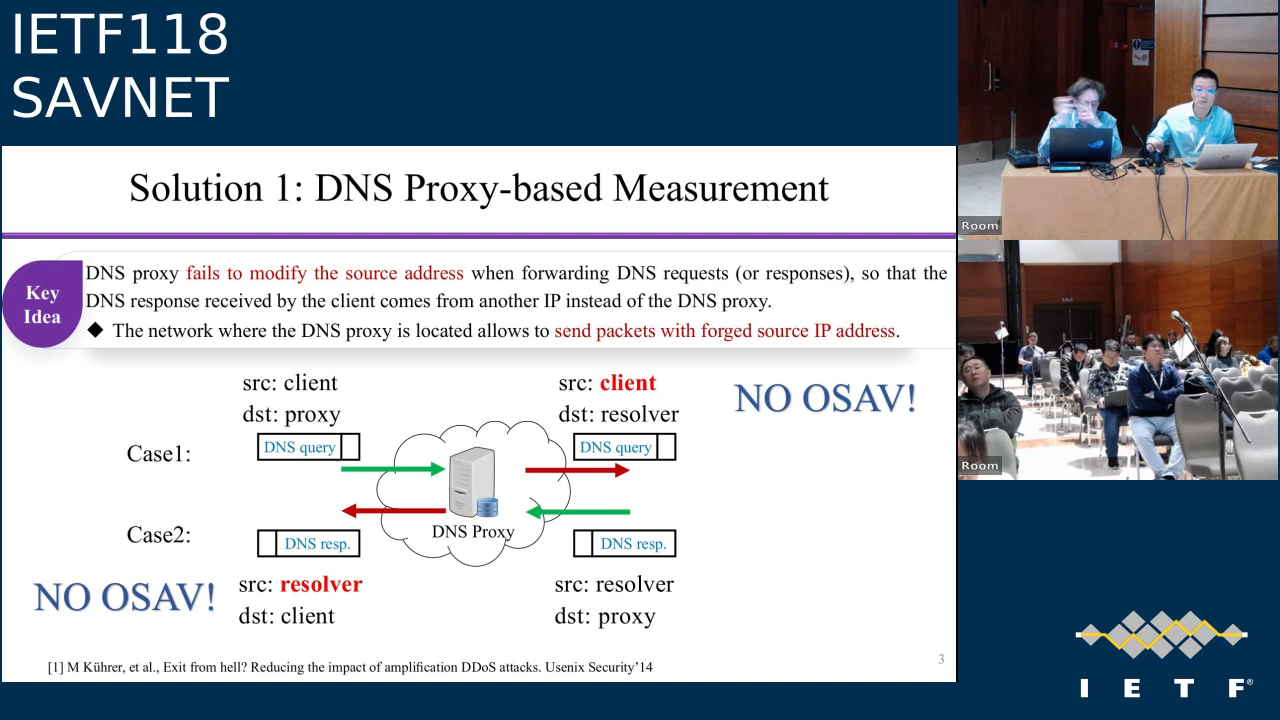 IETF118
SAVNET
Solution 1: DNS Proxy-based Measurement
Key
Idea
DNS proxy fails to modify the source address when forwarding DNS requests (or responses), so that the
DNS response received by the client comes from another IP instead of the DNS proxy.
◆ The network where the DNS proxy is located allows to send packets with forged source IP address.
src: client
dst: proxy
src: client
dst: resolver
NO OSAV!
Case1:
DNS query
DNS query
DNS Proxy
Case2:
DNS resp.
DNS resp.
NO OSAV!
src: resolver
dst: client
src: resolver
dst: proxy
[1] M Kührer, et al., Exit from hell? Reducing the impact of amplification DDoS attacks. Usenix Security’14
3
Room
Room
I E T F®